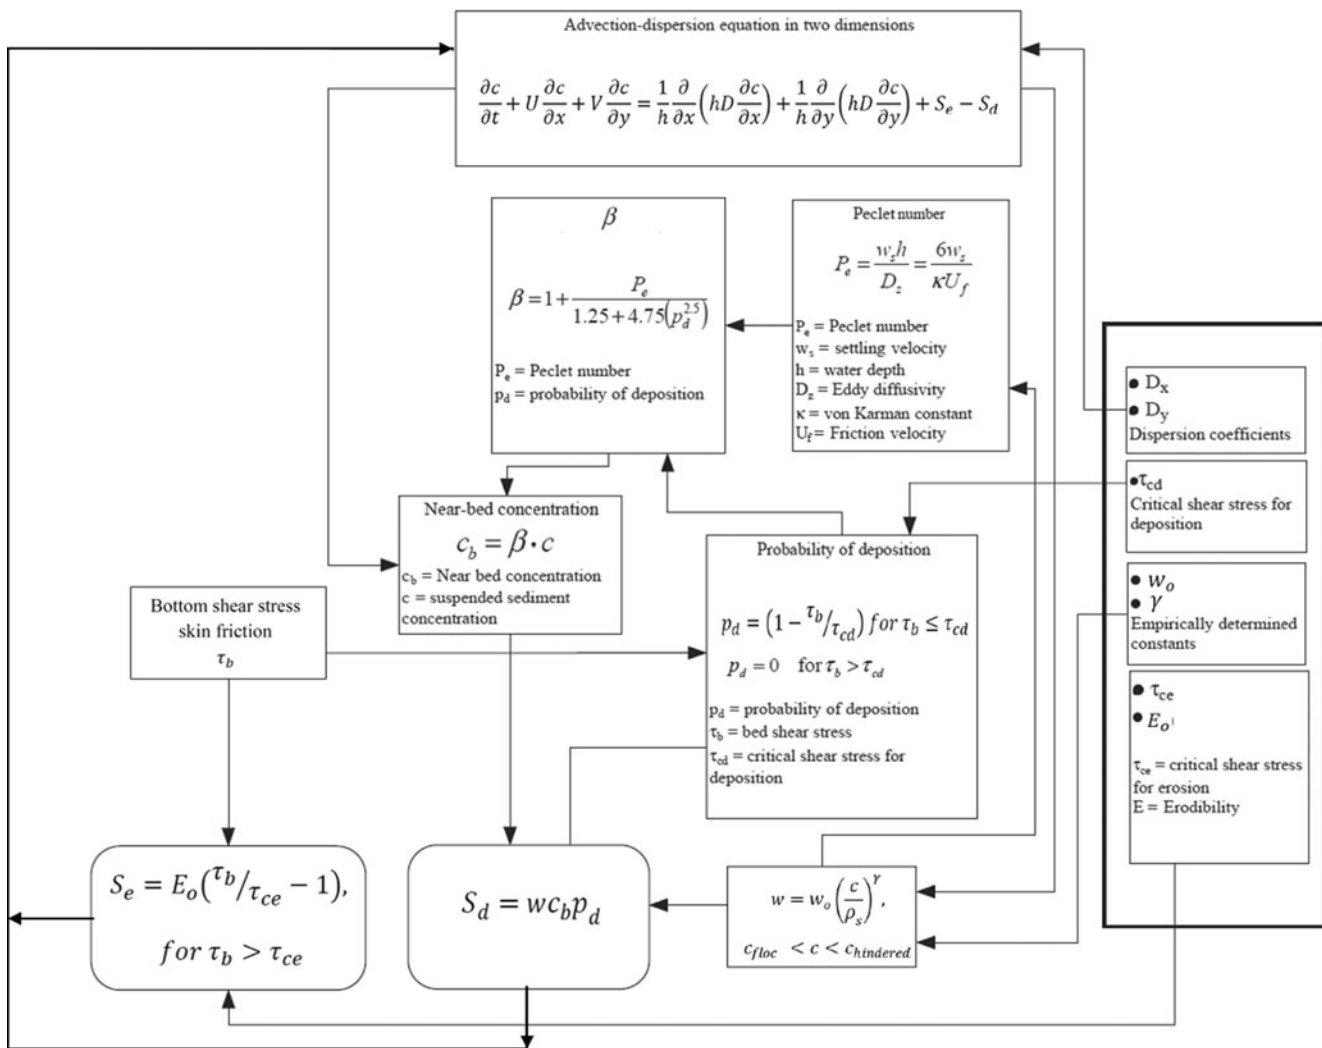 Advection-dispersion equation in two dimensions
∂c/∂t + U ∂c/∂x + V ∂c/∂y = 1/h ∂/∂x (hD ∂c/∂x) + 1/h ∂/∂y (hD ∂c/∂y) + S_e − S_d
β
β = 1 + P_e / (1.25 + 4.75(p_d^2.5))
P_e = Peclet number
p_d = probability of deposition
Peclet number
P_e = w_s h / D_z = 6w_s / κU_f
P_e = Peclet number
w_s = settling velocity
h = water depth
D_z = Eddy diffusivity
κ = von Karman constant
U_f = Friction velocity
• D_x
• D_y
Dispersion coefficients
• τ_cd
Critical shear stress for
deposition
• w_o
• γ
Empirically determined
constants
• τ_ce
• E_o
τ_ce = critical shear stress
for erosion
E = Erodibility
Near-bed concentration
c_b = β • c
c_b = Near bed concentration
c = suspended sediment
concentration
Bottom shear stress
skin friction
τ_b
Probability of deposition
p_d = (1 − τ_b/τ_cd) for τ_b ≤ τ_cd
p_d = 0 for τ_b > τ_cd
p_d = probability of deposition
τ_b = bed shear stress
τ_cd = critical shear stress for
deposition
S_e = E_o(τ_b/τ_ce − 1),
for τ_b > τ_ce
S_d = wc_b p_d
w = w_o (c/ρ_s)^γ,
c_floc < c < c_hindered